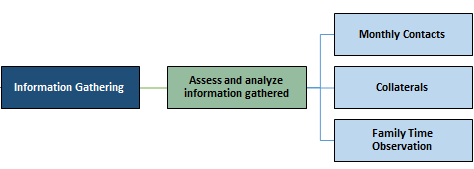 Information Gathering
Assess and analyze
information gathered
Monthly Contacts
Collaterals
Family Time
Observation